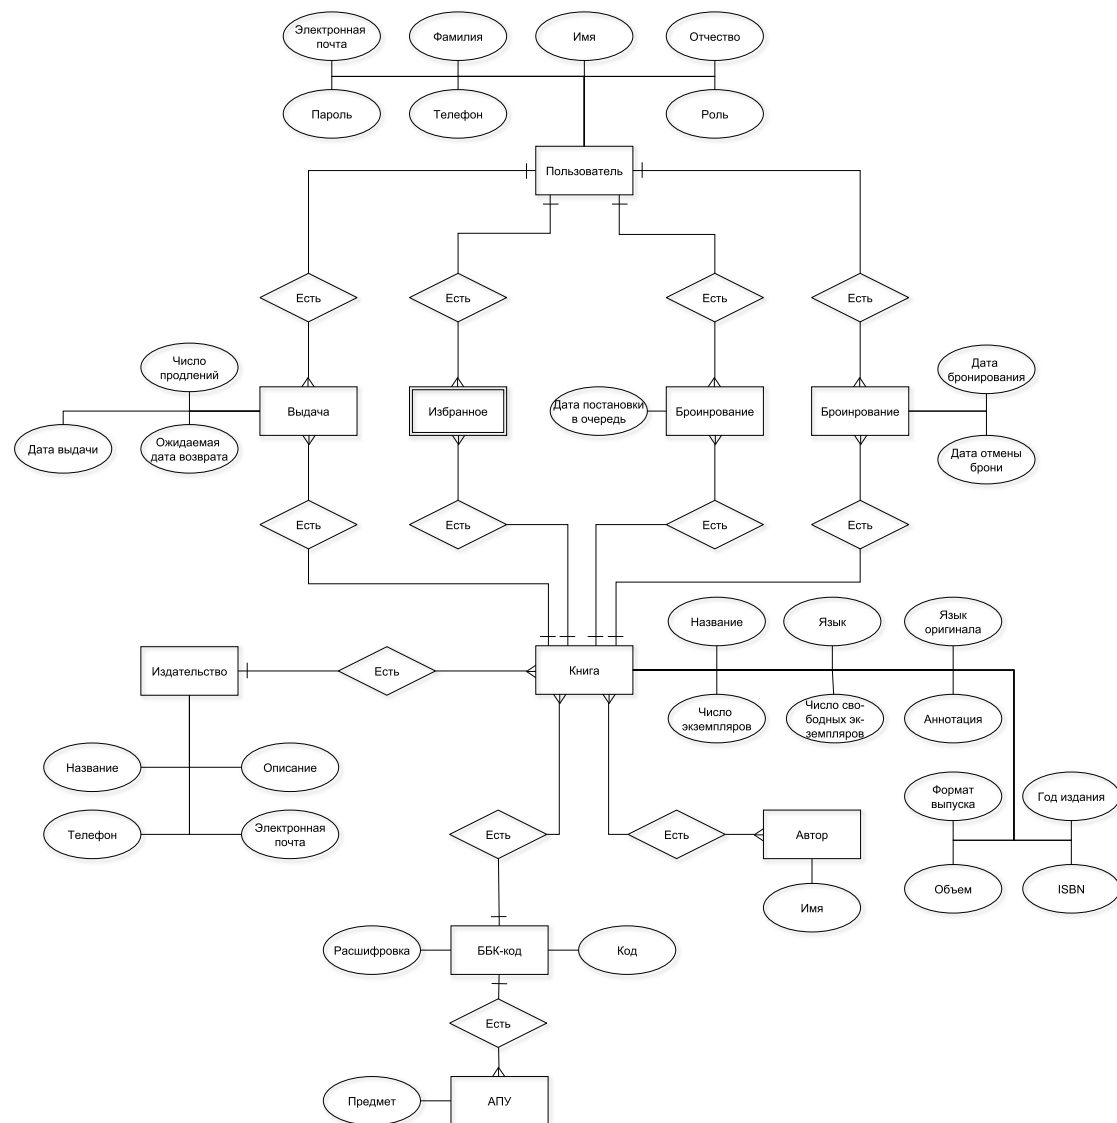 Электронная
почта
Фамилия
Имя
Отчество
Пароль
Телефон
Роль
Пользователь
Есть
Есть
Есть
Есть
Число
продлений
Дата
бронирования
Выдача
Избранное
Дата постановки
в очередь
Броинрование
Броинрование
Дата выдачи
Ожидаемая
дата возврата
Дата отмены
брони
Есть
Есть
Есть
Есть
Название
Язык
Язык
оригинала
Издательство
Есть
Книга
Число
экземпляров
Число сво-
бодных эк-
земпляров
Аннотация
Название
Описание
Формат
выпуска
Год издания
Телефон
Электронная
почта
Есть
Есть
Автор
Объем
ISBN
Имя
Расшифровка
ББК-код
Код
Есть
Предмет
АПУ